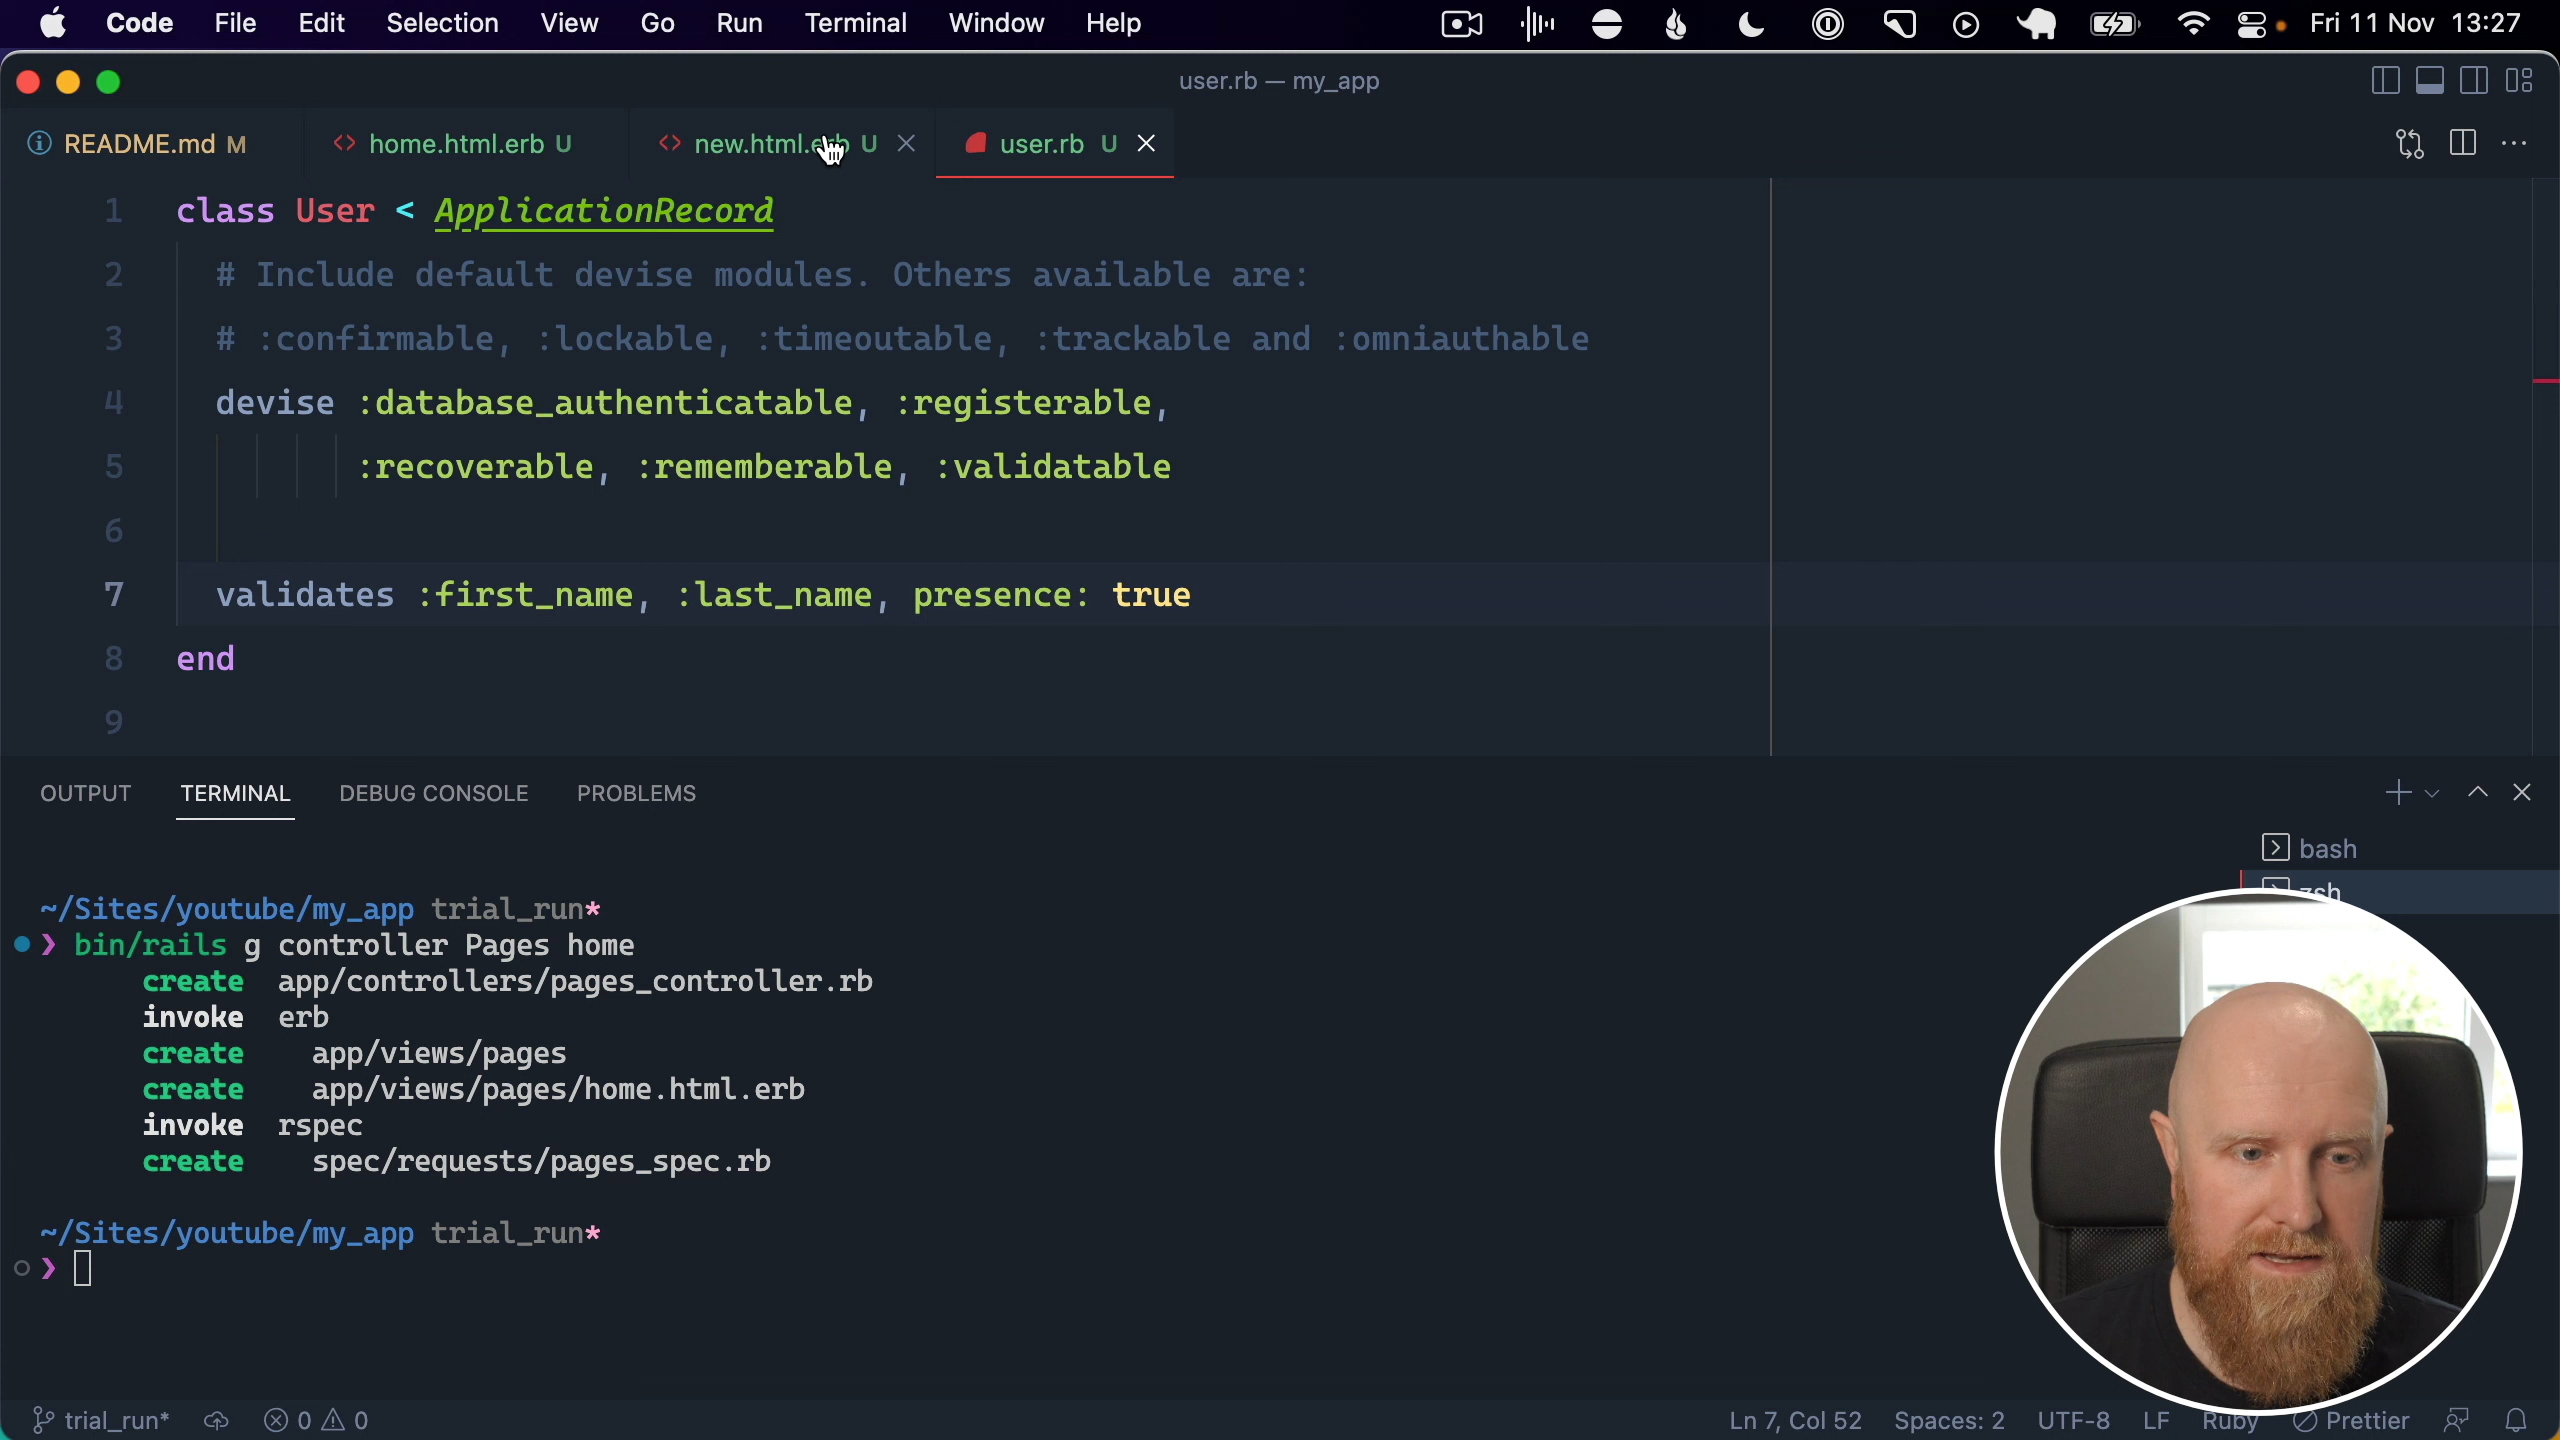 Code File Edit Selection View Go Run Terminal Window Help Fri 11 Nov 13:27
user.rb — my_app
README.md M home.html.erb U new.html.erb U user.rb U
1 class User < ApplicationRecord
2 # Include default devise modules. Others available are:
3 # :confirmable, :lockable, :timeoutable, :trackable and :omniauthable
4 devise :database_authenticatable, :registerable,
5 :recoverable, :rememberable, :validatable
6
7 validates :first_name, :last_name, presence: true
8 end
9
OUTPUT TERMINAL DEBUG CONSOLE PROBLEMS
bash
zsh
~/Sites/youtube/my_app trial_run*
❯ bin/rails g controller Pages home
create app/controllers/pages_controller.rb
invoke erb
create app/views/pages
create app/views/pages/home.html.erb
invoke rspec
create spec/requests/pages_spec.rb
~/Sites/youtube/my_app trial_run*
❯
trial_run* 0 0 Ln 7, Col 52 Spaces: 2 UTF-8 LF Ruby Prettier